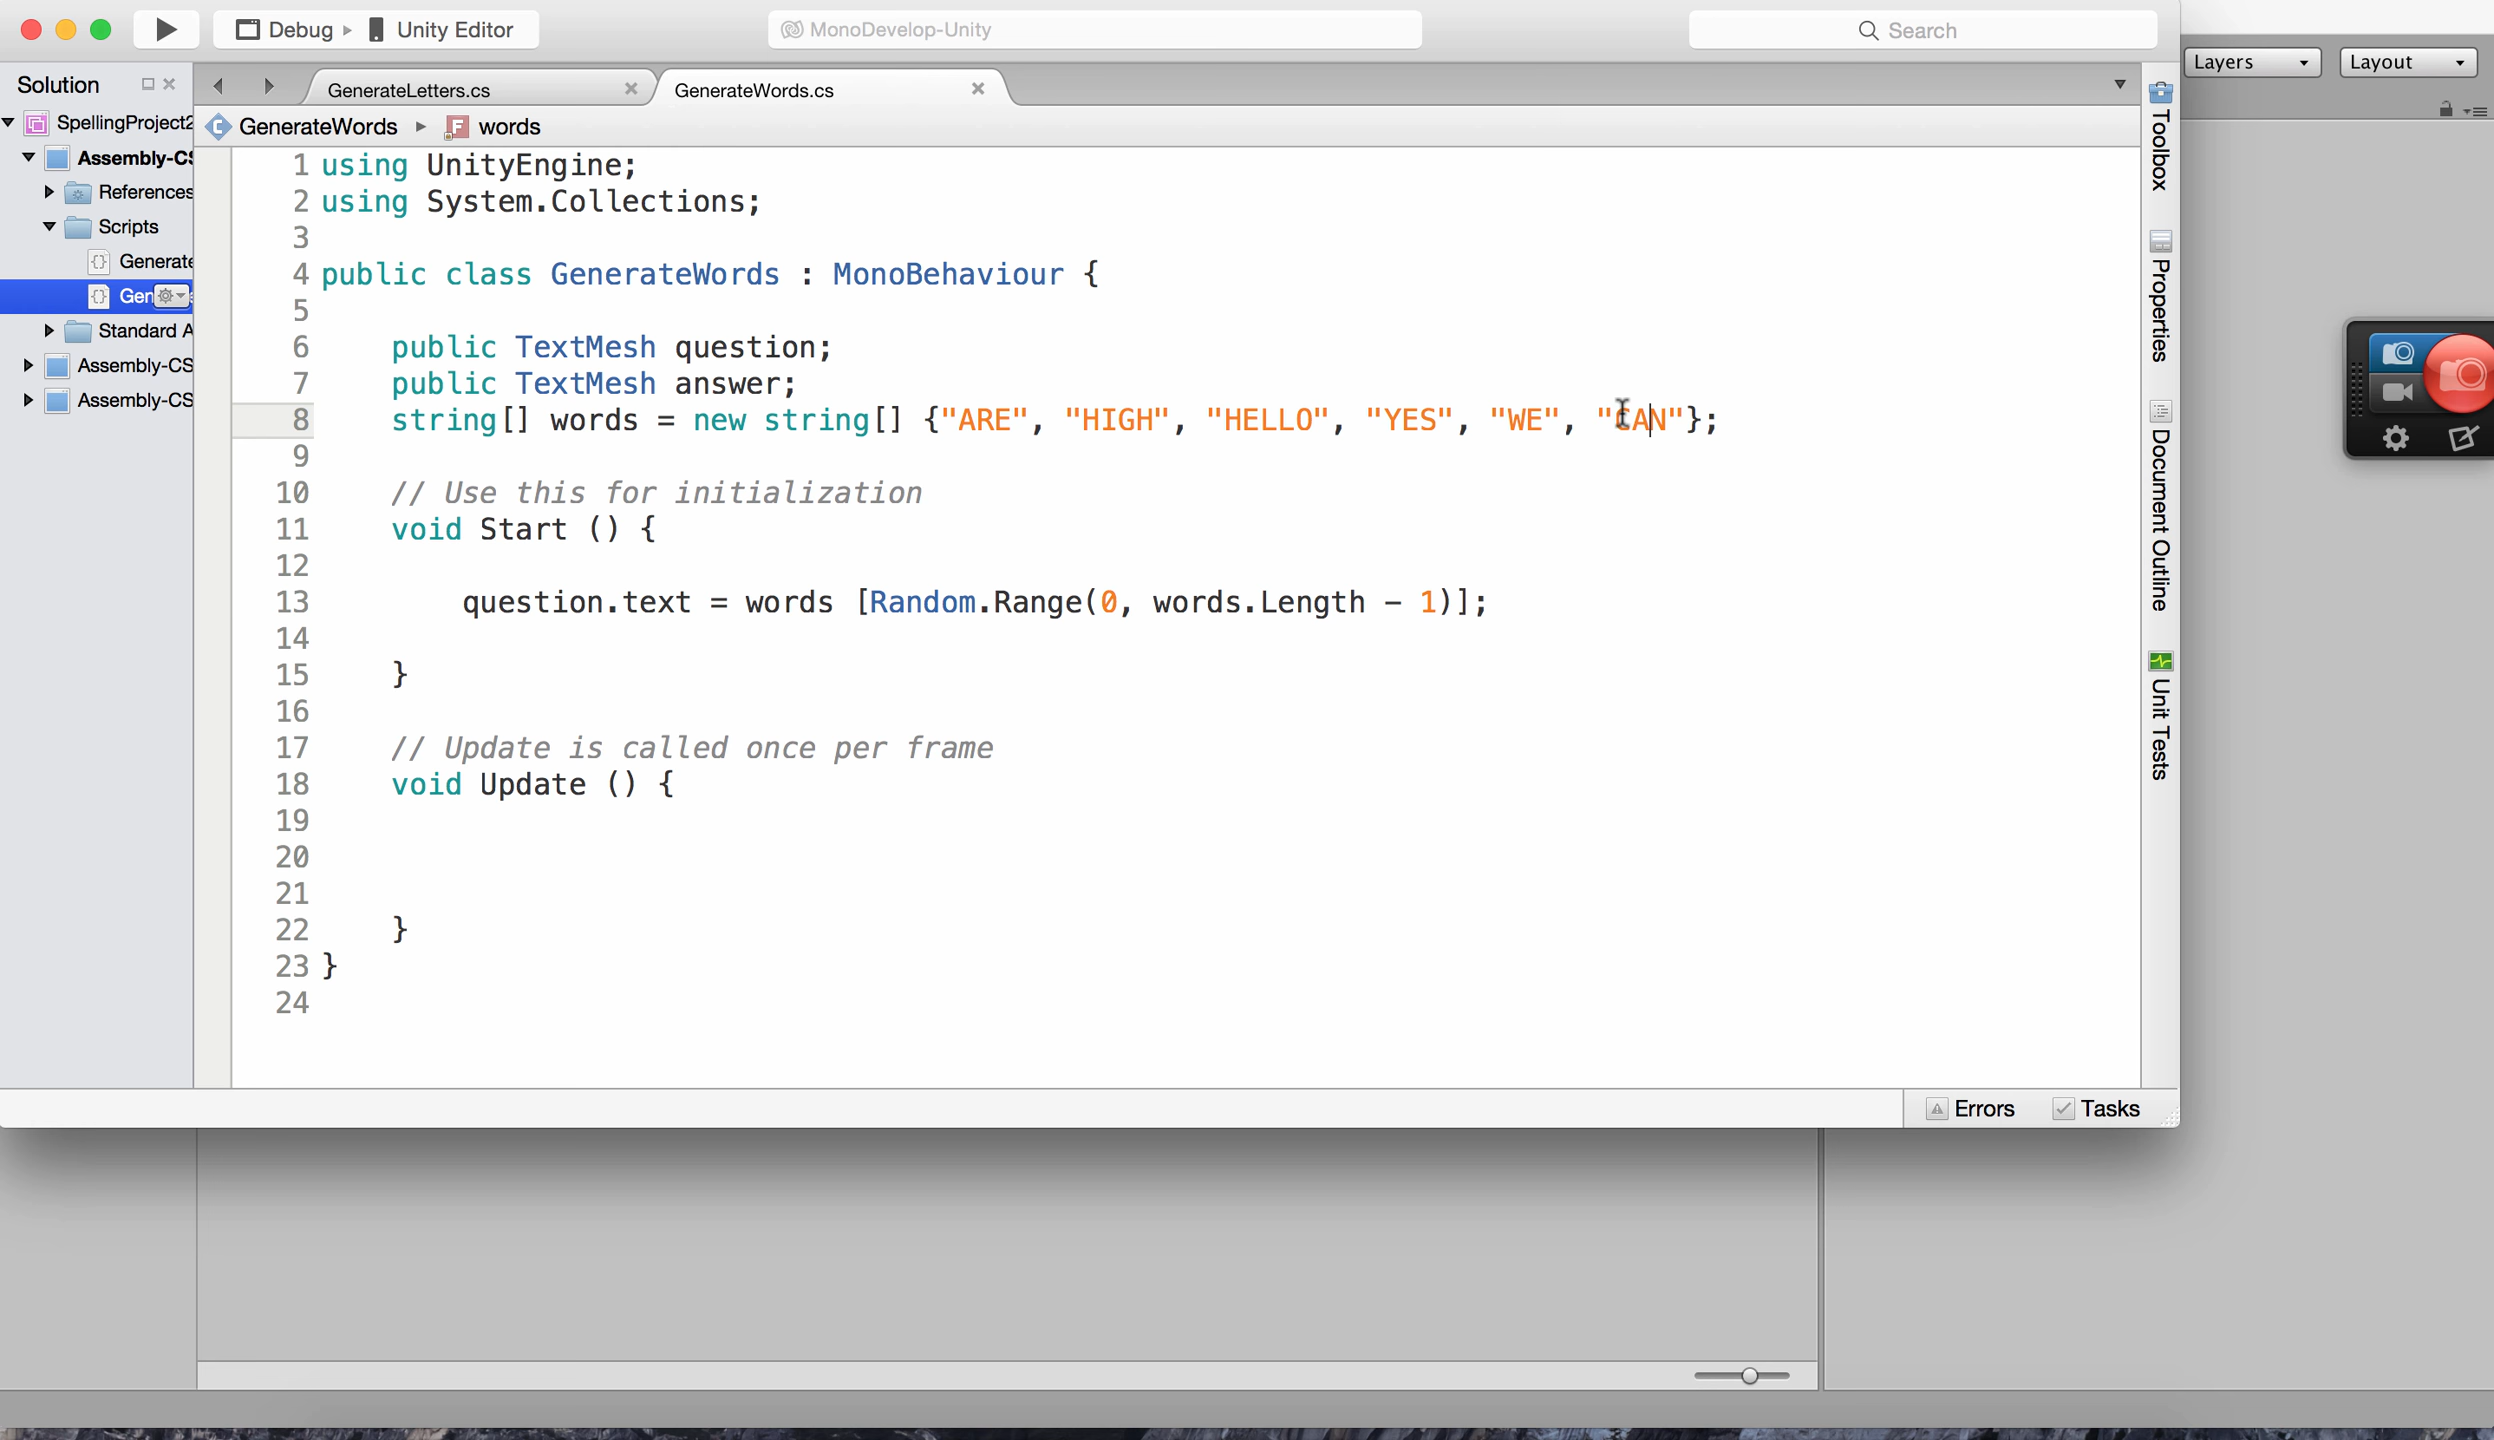 Debug Unity Editor
MonoDevelop-Unity
Search
Layers
Layout
Solution
GenerateLetters.cs
GenerateWords.cs
SpellingProject2
GenerateWords words
Assembly-CS
References
Scripts
Generate
Gen
Standard A
Assembly-CS
Assembly-CS
1 using UnityEngine;
2 using System.Collections;
3
4 public class GenerateWords : MonoBehaviour {
5
6 public TextMesh question;
7 public TextMesh answer;
8 string[] words = new string[] {"ARE", "HIGH", "HELLO", "YES", "WE", "CAN"};
9
10 // Use this for initialization
11 void Start () {
12
13 question.text = words [Random.Range(0, words.Length - 1)];
14
15 }
16
17 // Update is called once per frame
18 void Update () {
19
20
21
22 }
23 }
24
Toolbox
Properties
Document Outline
Unit Tests
Errors
Tasks